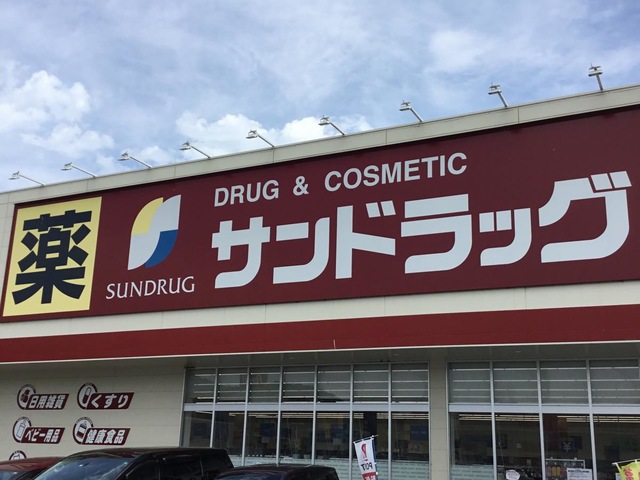 薬
SUNDRUG
DRUG & COSMETIC
サンドラッグ
日用雑貨
くすり
ベビー用品
健康食品